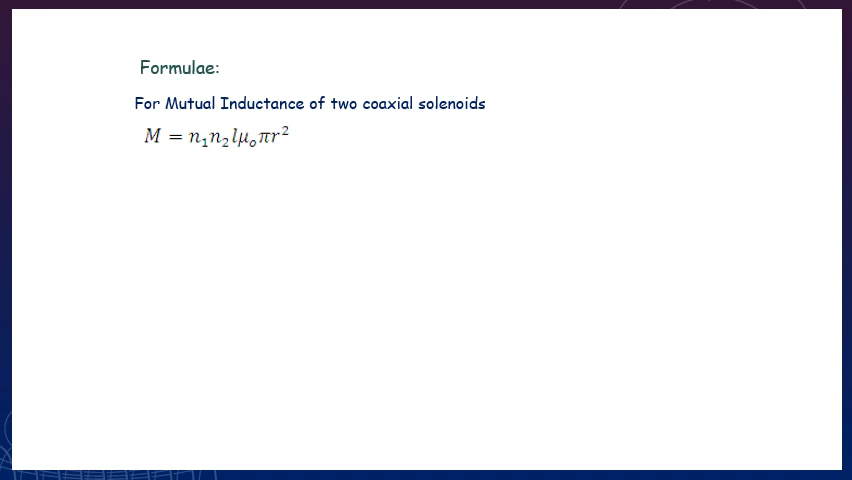 Formulae:
For Mutual Inductance of two coaxial solenoids
M = n₁n₂lμₒπr²